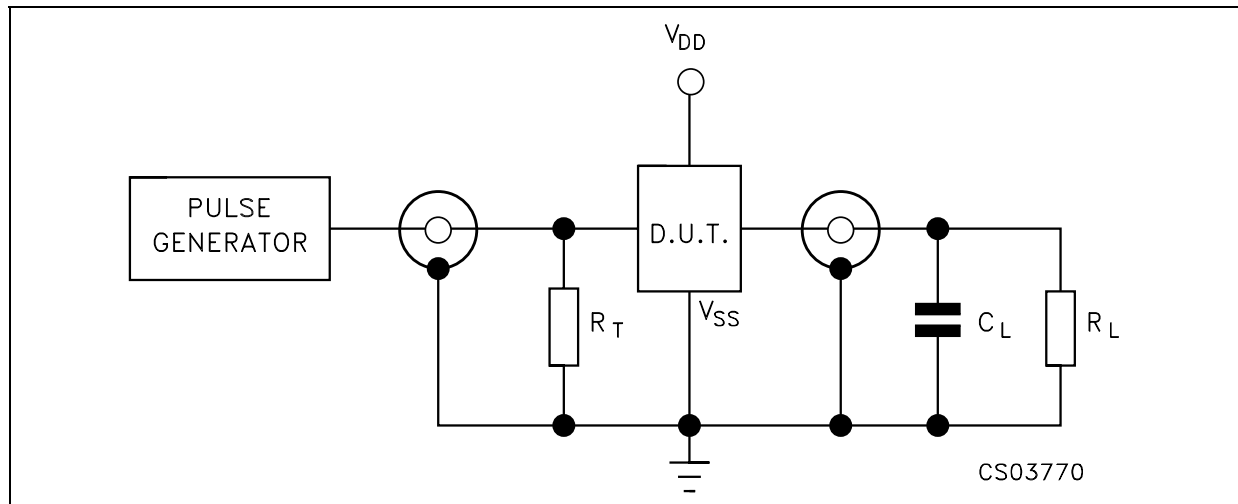 VDD
PULSE
GENERATOR
D.U.T.
VSS
RT
CL
RL
CS03770